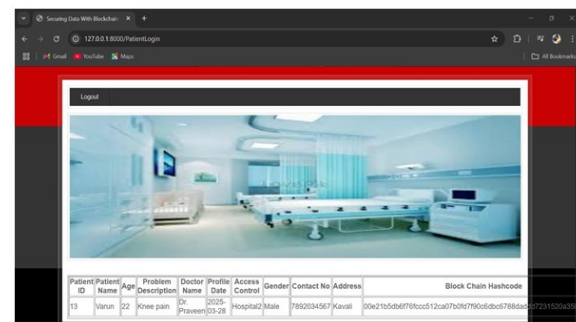 Securing Data With Blockchain
127.0.0.1:8000/PatientLogin
Gmail YouTube Maps All Bookmarks
Logout
Patient ID Patient Name Age Problem Description Doctor Name Profile Date Access Control Gender Contact No Address Block Chain Hashcode
13 Varun 22 Knee pain Dr. Praveen 2025-03-28 Hospital2 Male 7892034567 Kavali